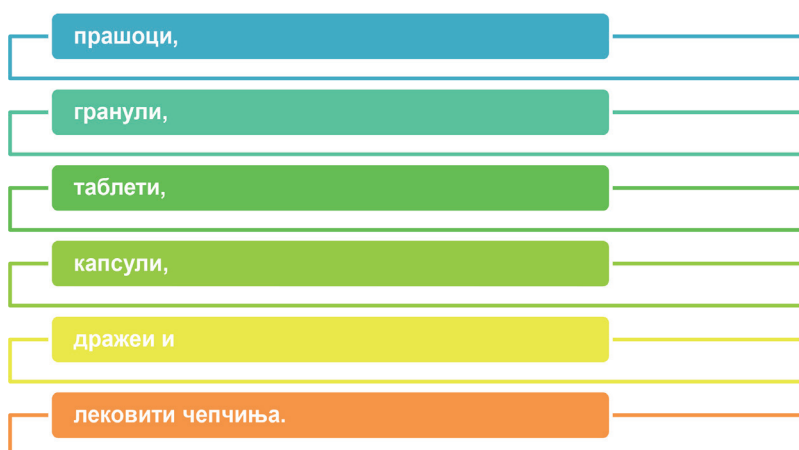 прашоци,
гранули,
таблети,
капсули,
дражеи и
лековити чепчиња.